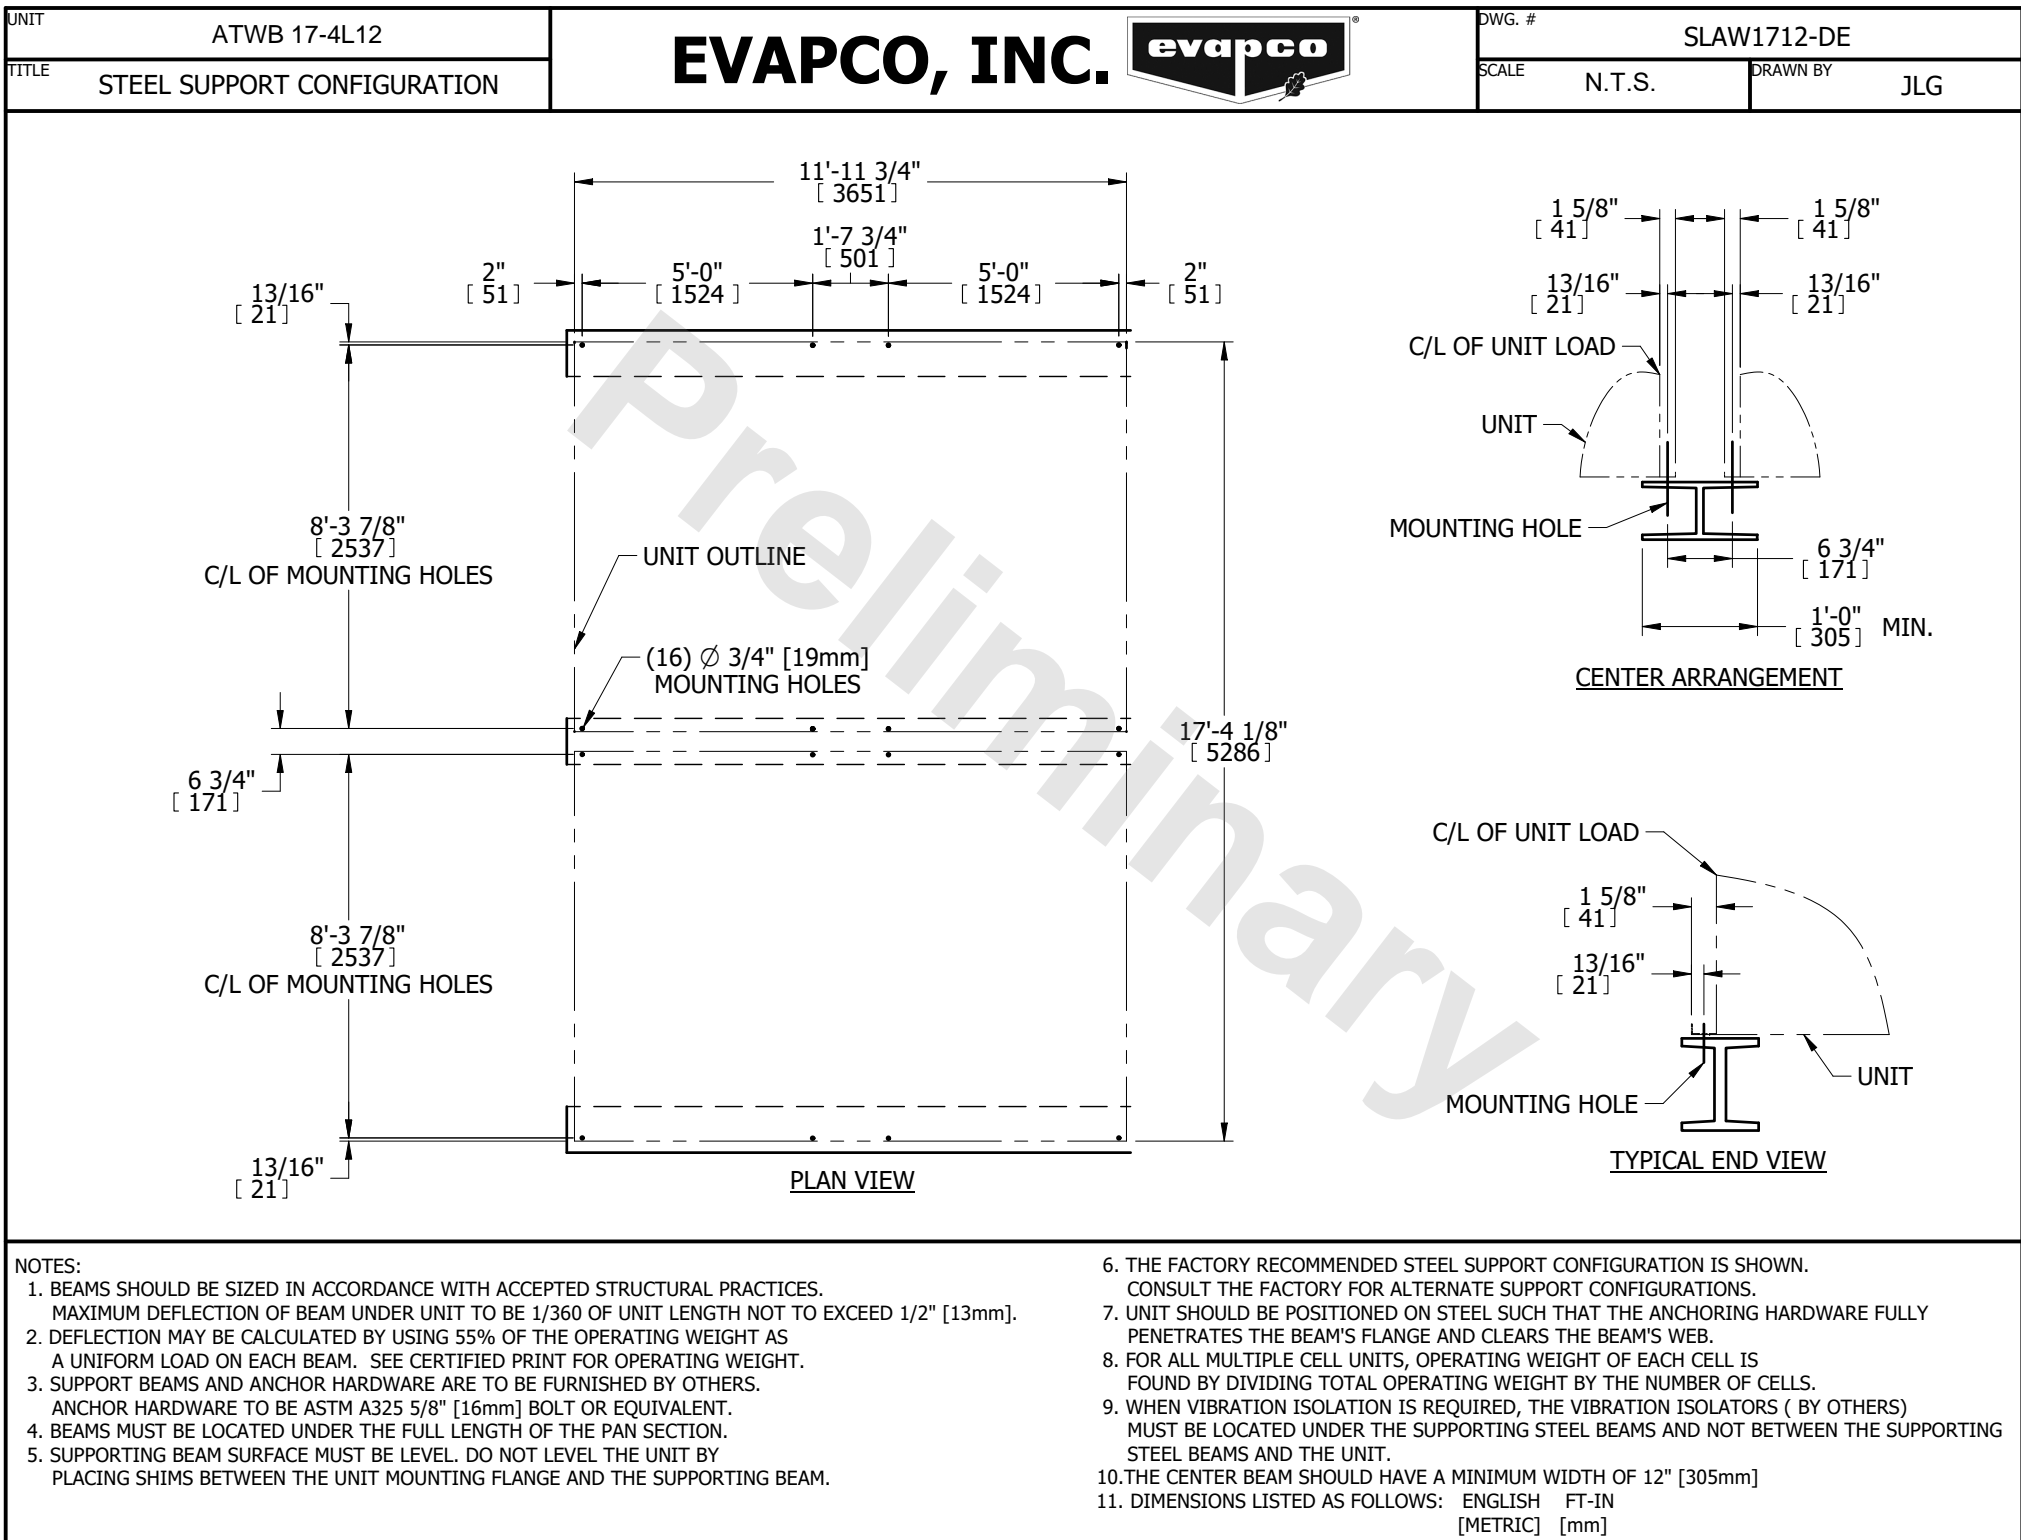 UNIT
ATWB 17-4L12
TITLE
STEEL SUPPORT CONFIGURATION
EVAPCO, INC.
evapco
®
DWG. #
SLAW1712-DE
SCALE
N.T.S.
DRAWN BY
JLG
11'-11 3/4"
[ 3651 ]
1'-7 3/4"
[ 501 ]
2"
[ 51 ]
5'-0"
[ 1524 ]
5'-0"
[ 1524 ]
2"
[ 51 ]
13/16"
[ 21 ]
8'-3 7/8"
[ 2537 ]
C/L OF MOUNTING HOLES
UNIT OUTLINE
(16) Ø 3/4" [19mm]
MOUNTING HOLES
6 3/4"
[ 171 ]
17'-4 1/8"
[ 5286 ]
8'-3 7/8"
[ 2537 ]
C/L OF MOUNTING HOLES
13/16"
[ 21 ]
PLAN VIEW
Preliminary
1 5/8"
[ 41 ]
1 5/8"
[ 41 ]
13/16"
[ 21 ]
13/16"
[ 21 ]
C/L OF UNIT LOAD
UNIT
MOUNTING HOLE
6 3/4"
[ 171 ]
1'-0"
[ 305 ] MIN.
CENTER ARRANGEMENT
C/L OF UNIT LOAD
1 5/8"
[ 41 ]
13/16"
[ 21 ]
UNIT
MOUNTING HOLE
TYPICAL END VIEW
NOTES:
1. BEAMS SHOULD BE SIZED IN ACCORDANCE WITH ACCEPTED STRUCTURAL PRACTICES.
MAXIMUM DEFLECTION OF BEAM UNDER UNIT TO BE 1/360 OF UNIT LENGTH NOT TO EXCEED 1/2" [13mm].
2. DEFLECTION MAY BE CALCULATED BY USING 55% OF THE OPERATING WEIGHT AS
A UNIFORM LOAD ON EACH BEAM. SEE CERTIFIED PRINT FOR OPERATING WEIGHT.
3. SUPPORT BEAMS AND ANCHOR HARDWARE ARE TO BE FURNISHED BY OTHERS.
ANCHOR HARDWARE TO BE ASTM A325 5/8" [16mm] BOLT OR EQUIVALENT.
4. BEAMS MUST BE LOCATED UNDER THE FULL LENGTH OF THE PAN SECTION.
5. SUPPORTING BEAM SURFACE MUST BE LEVEL. DO NOT LEVEL THE UNIT BY
PLACING SHIMS BETWEEN THE UNIT MOUNTING FLANGE AND THE SUPPORTING BEAM.
6. THE FACTORY RECOMMENDED STEEL SUPPORT CONFIGURATION IS SHOWN.
CONSULT THE FACTORY FOR ALTERNATE SUPPORT CONFIGURATIONS.
7. UNIT SHOULD BE POSITIONED ON STEEL SUCH THAT THE ANCHORING HARDWARE FULLY
PENETRATES THE BEAM'S FLANGE AND CLEARS THE BEAM'S WEB.
8. FOR ALL MULTIPLE CELL UNITS, OPERATING WEIGHT OF EACH CELL IS
FOUND BY DIVIDING TOTAL OPERATING WEIGHT BY THE NUMBER OF CELLS.
9. WHEN VIBRATION ISOLATION IS REQUIRED, THE VIBRATION ISOLATORS ( BY OTHERS)
MUST BE LOCATED UNDER THE SUPPORTING STEEL BEAMS AND NOT BETWEEN THE SUPPORTING
STEEL BEAMS AND THE UNIT.
10.THE CENTER BEAM SHOULD HAVE A MINIMUM WIDTH OF 12" [305mm]
11. DIMENSIONS LISTED AS FOLLOWS: ENGLISH FT-IN
[METRIC] [mm]